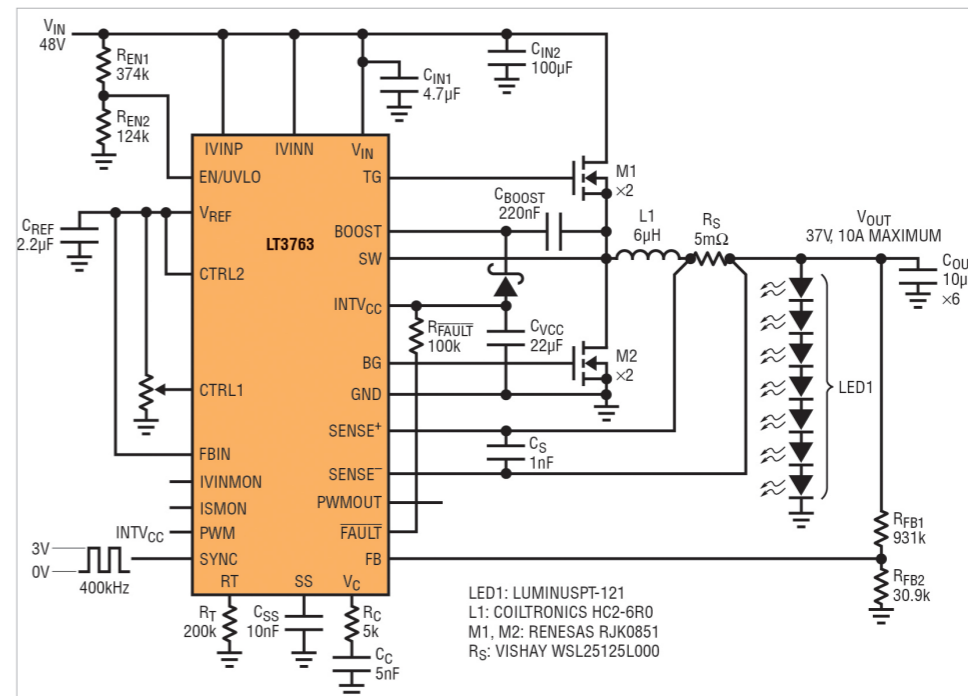 VIN
48V
REN1
374k
REN2
124k
CIN1
4.7µF
CIN2
100µF
IVINP
IVINN
VIN
EN/UVLO
TG
M1
×2
CREF
2.2µF
VREF
LT3763
BOOST
CBOOST
220nF
SW
L1
6µH
RS
5mΩ
VOUT
37V, 10A MAXIMUM
10µ
×6
CTRL2
INTVCC
RFAULT
100k
CVCC
22µF
BG
M2
×2
GND
LED1
CTRL1
SENSE+
CS
1nF
FBIN
SENSE–
IVINMON
PWMOUT
ISMON
INTVCC
PWM
FAULT
3V
0V
400kHz
SYNC
FB
RFB1
931k
RFB2
30.9k
RT
SS
VC
RT
200k
CSS
10nF
RC
5k
CC
5nF
LED1: LUMINUSPT-121
L1: COILTRONICS HC2-6R0
M1, M2: RENESAS RJK0851
RS: VISHAY WSL25125L000